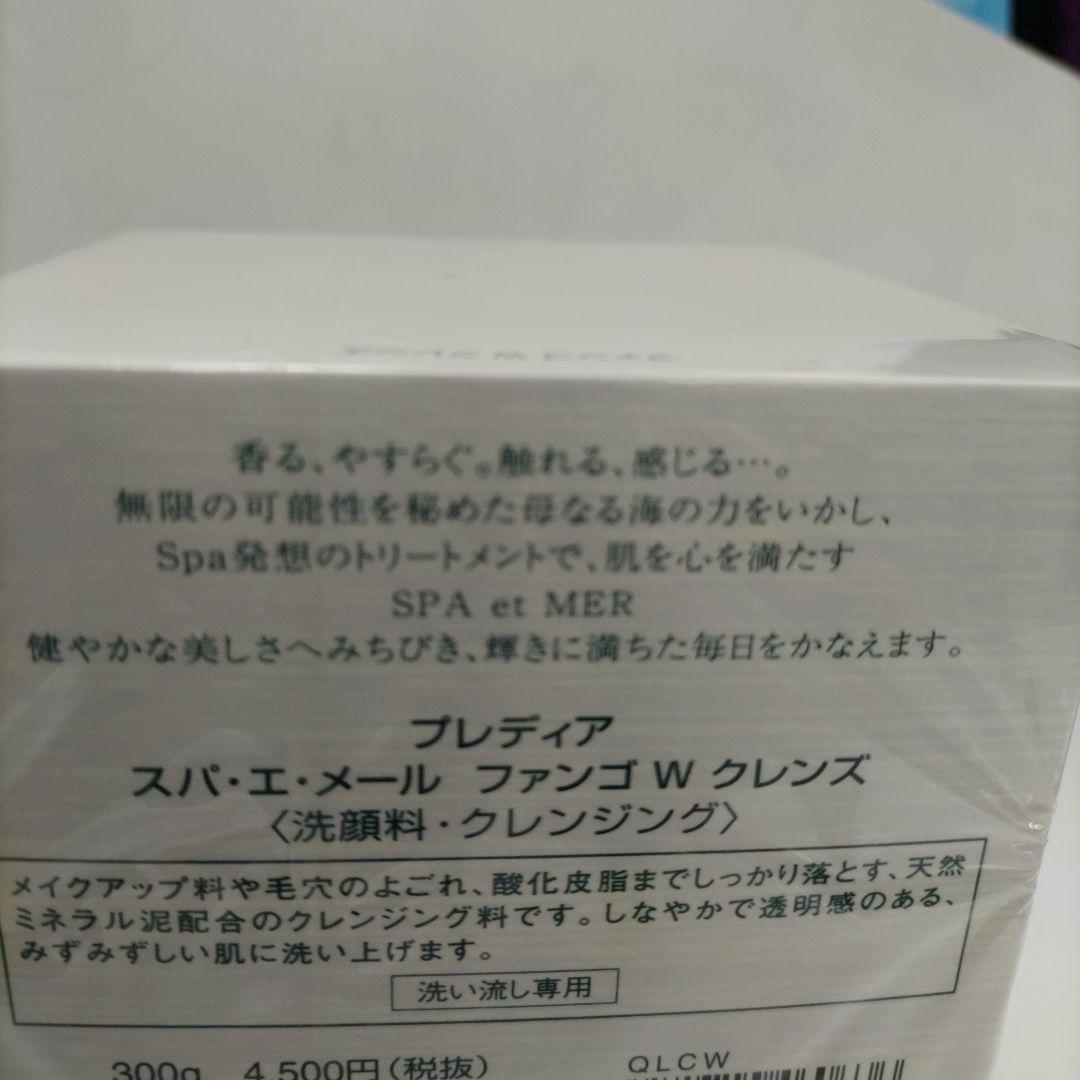 香る、やすらぐ。触れる、感じる…。
無限の可能性を秘めた母なる海の力をいかし、
Spa発想のトリートメントで、肌を心を満たす
SPA et MER
健やかな美しさへみちびき、輝きに満ちた毎日をかなえます。
プレディア
スパ・エ・メール ファンゴ W クレンズ
〈洗顔料・クレンジング〉
メイクアップ料や毛穴のよごれ、酸化皮脂までしっかり落とす、天然
ミネラル泥配合のクレンジング料です。しなやかで透明感のある、
みずみずしい肌に洗い上げます。
洗い流し専用
300g 4,500円(税抜)
QLCW